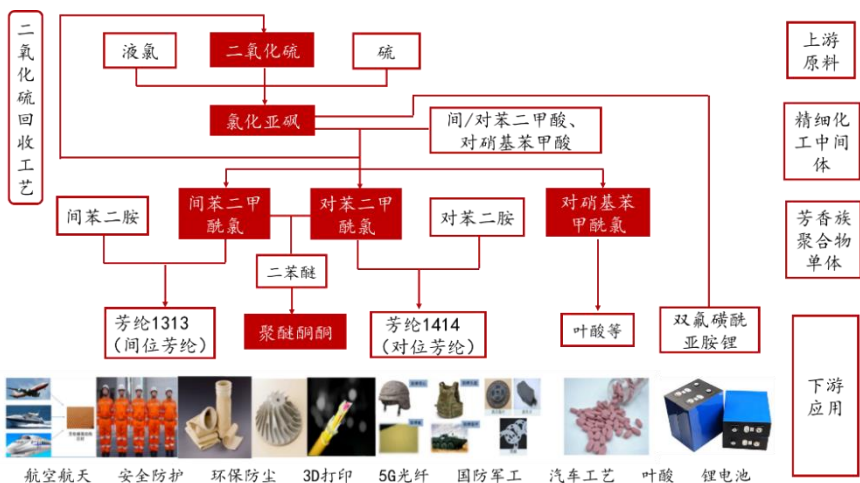 二
氧
化
硫
回
收
工
艺
液氯
二氧化硫
硫
上游
原料
氯化亚砜
间/对苯二甲酸、
对硝基苯甲酸
精细化
工中间
体
间苯二胺
间苯二甲
酰氯
对苯二甲
酰氯
对苯二胺
对硝基苯
甲酰氯
芳香族
聚合物
单体
二苯醚
芳纶1313
(间位芳纶)
聚醚酮酮
芳纶1414
(对位芳纶)
叶酸等
双氟磺酰
亚胺锂
下游
应用
航空航天
安全防护
环保防尘
3D打印
5G光纤
国防军工
汽车工艺
叶酸
锂电池